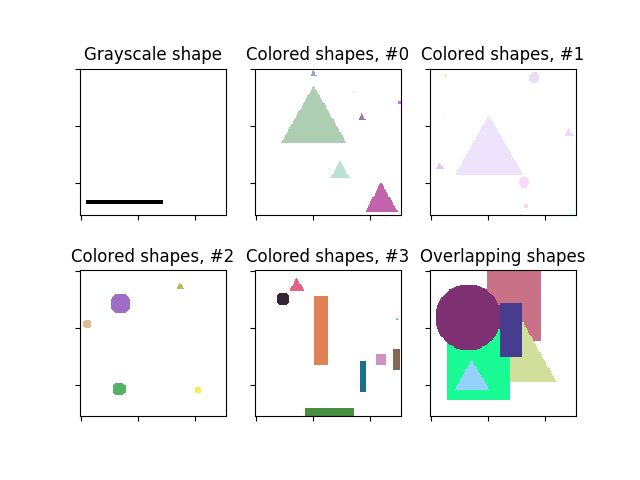 Grayscale shape
Colored shapes, #0
Colored shapes, #1
Colored shapes, #2
Colored shapes, #3
Overlapping shapes